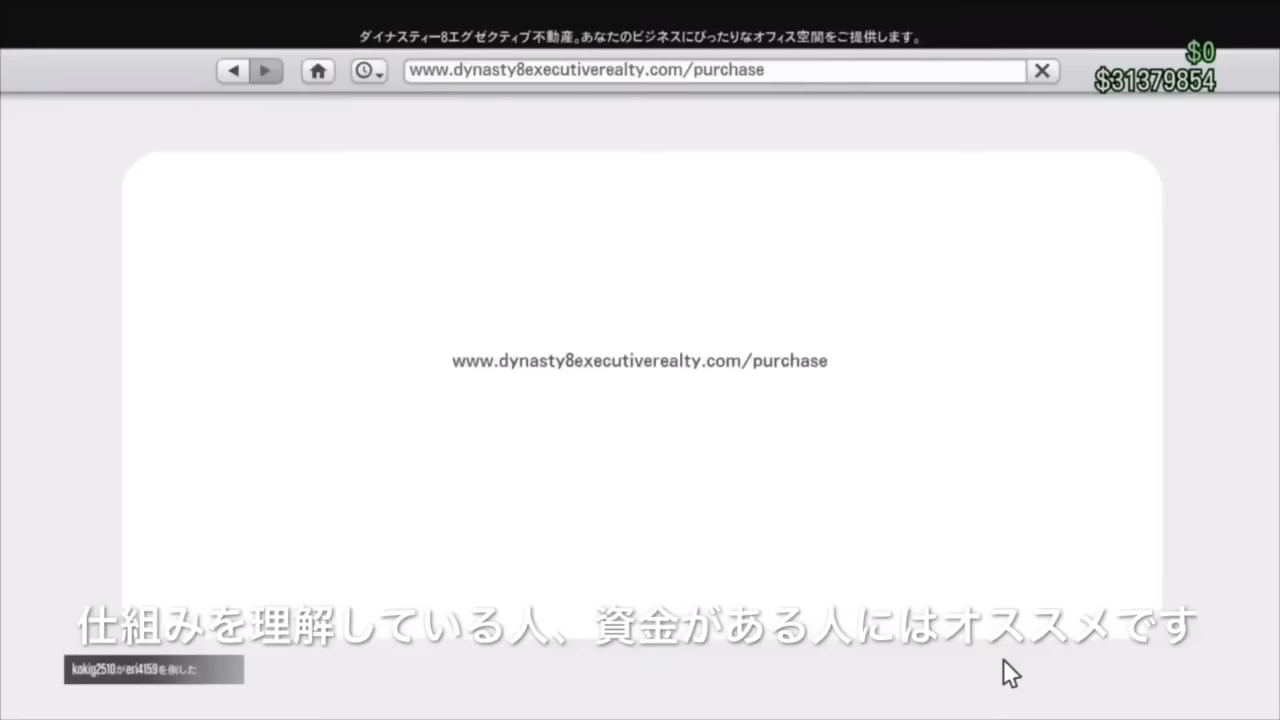 ダイナスティー8エグゼクティブ不動産。あなたのビジネスにぴったりなオフィス空間をご提供します。
www.dynasty8executiverealty.com/purchase
$0
$31379854
www.dynasty8executiverealty.com/purchase
仕組みを理解している人、資金がある人にはオススメです
kokig2510がeri4159を倒した